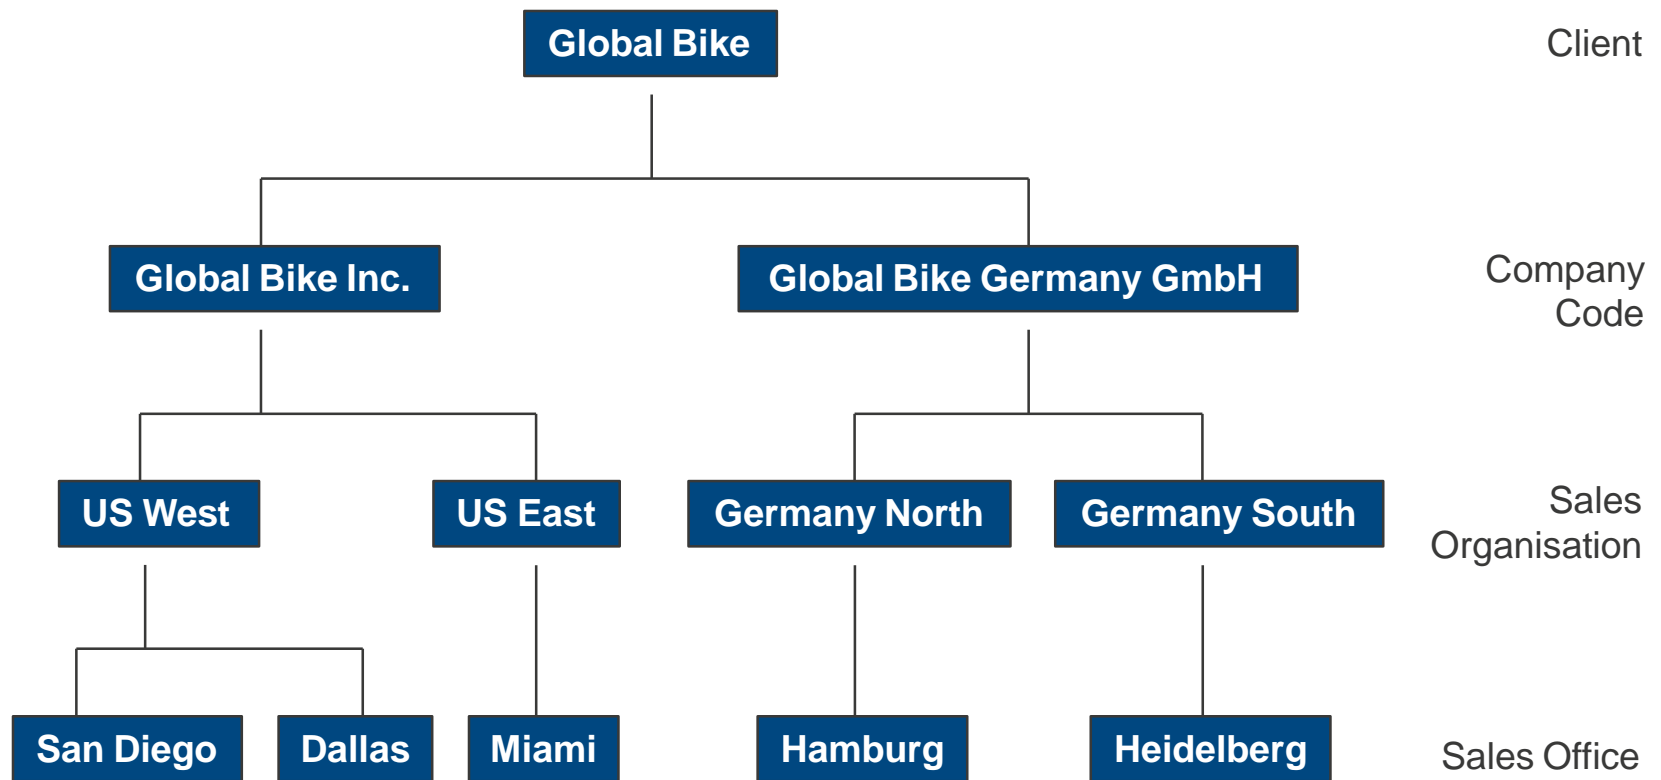 Global Bike
Client
Global Bike Inc.
Global Bike Germany GmbH
Company
Code
US West
US East
Germany North
Germany South
Sales
Organisation
San Diego
Dallas
Miami
Hamburg
Heidelberg
Sales Office